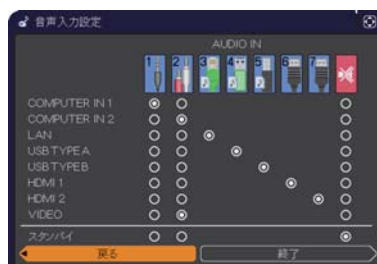 音声入力設定
AUDIO IN
1 2 3 4 5 6 7
COMPUTER IN 1
COMPUTER IN 2
LAN
USB TYPE A
USB TYPE B
HDMI 1
HDMI 2
VIDEO
スタンバイ
戻る 終了